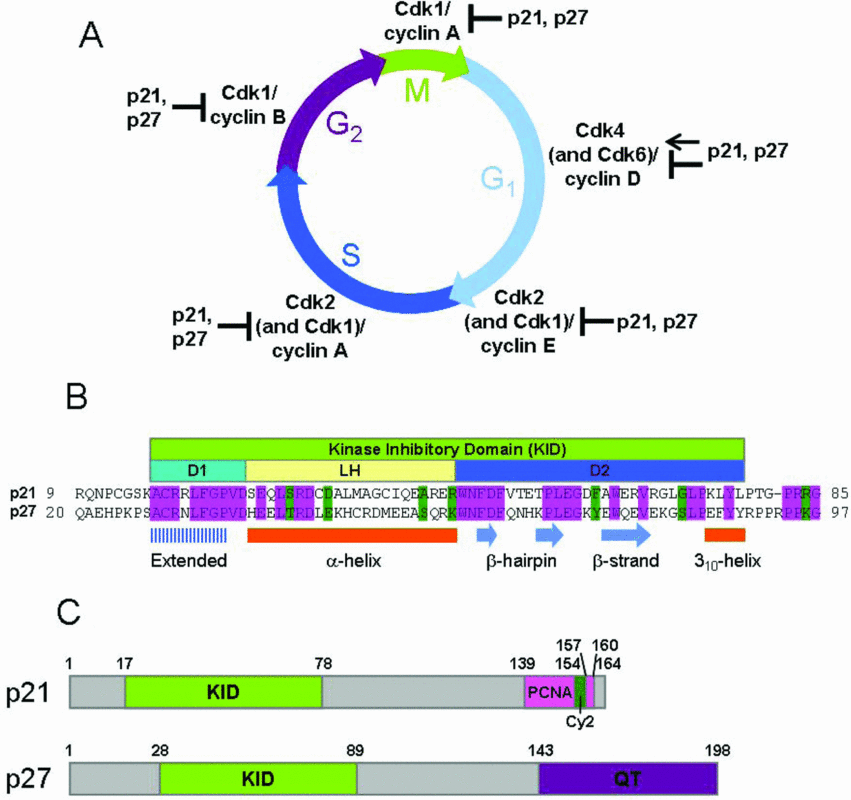 A
Cdk1/
cyclin A
p21, p27
M
Cdk1/
cyclin B
p21,
p27
G2
Cdk4
(and Cdk6)/
cyclin D
p21, p27
G1
S
Cdk2
(and Cdk1)/
cyclin A
p21,
p27
Cdk2
(and Cdk1)/
cyclin E
p21, p27
B
Kinase Inhibitory Domain (KID)
D1 LH D2
p21 9 RQNPCGSKACRRLFGPVDSEQLSRDCDALMAGCIQEARERWNFDFVTETPLEGDFAWERVRGLGLPKLYLPTG-PRRG 85
p27 20 QAEHPKPSACRNLFGPVDHEELTRDLEKHCRDMEEASQRKWNFDFQNHKPLEGKYEWQEVEKGSLPEFYYRPPRPPKG 97
Extended α-helix β-hairpin β-strand 3₁₀-helix
C
157 160
1 17 78 139 154 164
p21 KID PCNA
Cy2
1 28 89 143 198
p27 KID QT